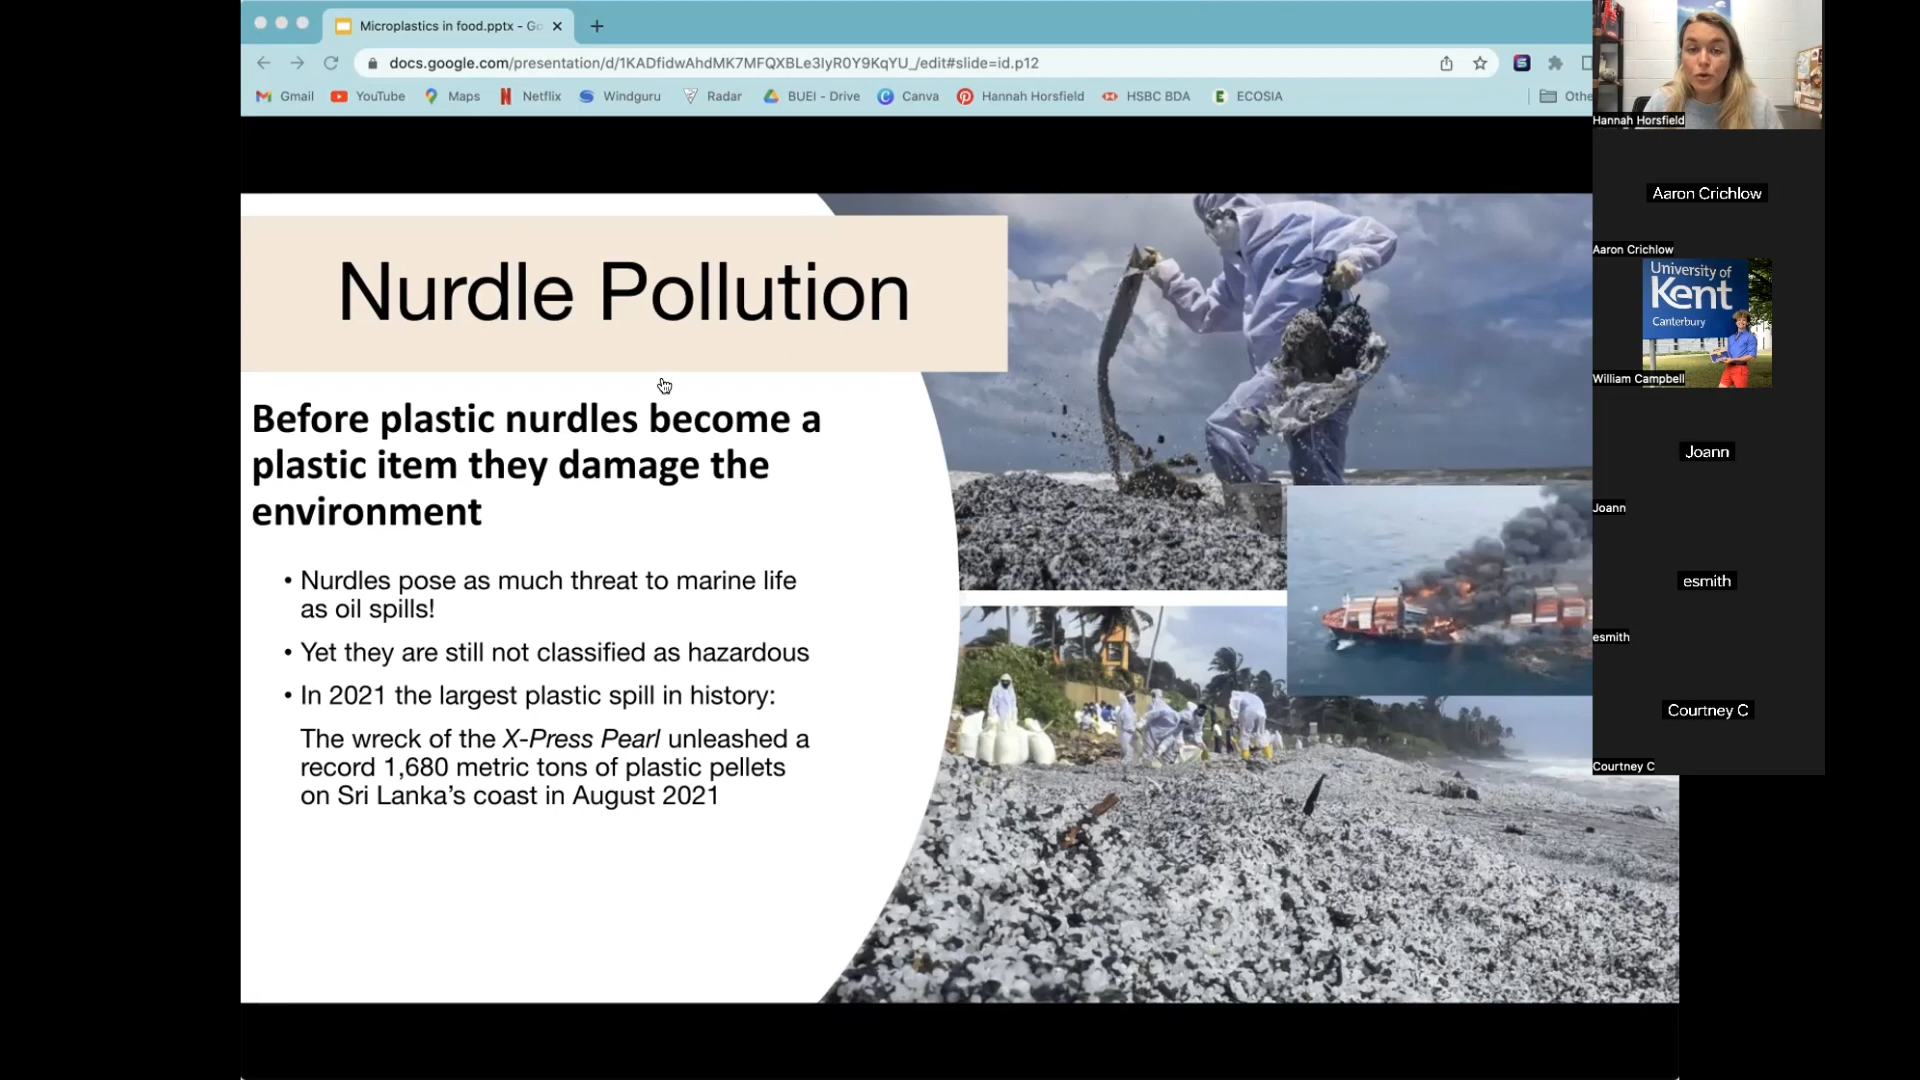 Microplastics in food.pptx - Go
docs.google.com/presentation/d/1KADfidwAhdMK7MFQXBLe3IyR0Y9KqYU_/edit#slide=id.p12
Gmail YouTube Maps Netflix Windguru Radar BUEI - Drive Canva Hannah Horsfield HSBC BDA ECOSIA Othe
Nurdle Pollution
Before plastic nurdles become a
plastic item they damage the
environment
• Nurdles pose as much threat to marine life
as oil spills!
• Yet they are still not classified as hazardous
• In 2021 the largest plastic spill in history:
The wreck of the X-Press Pearl unleashed a
record 1,680 metric tons of plastic pellets
on Sri Lanka’s coast in August 2021
Hannah Horsfield
Aaron Crichlow
Aaron Crichlow
University of
Kent
Canterbury
William Campbell
Joann
Joann
esmith
esmith
Courtney C
Courtney C